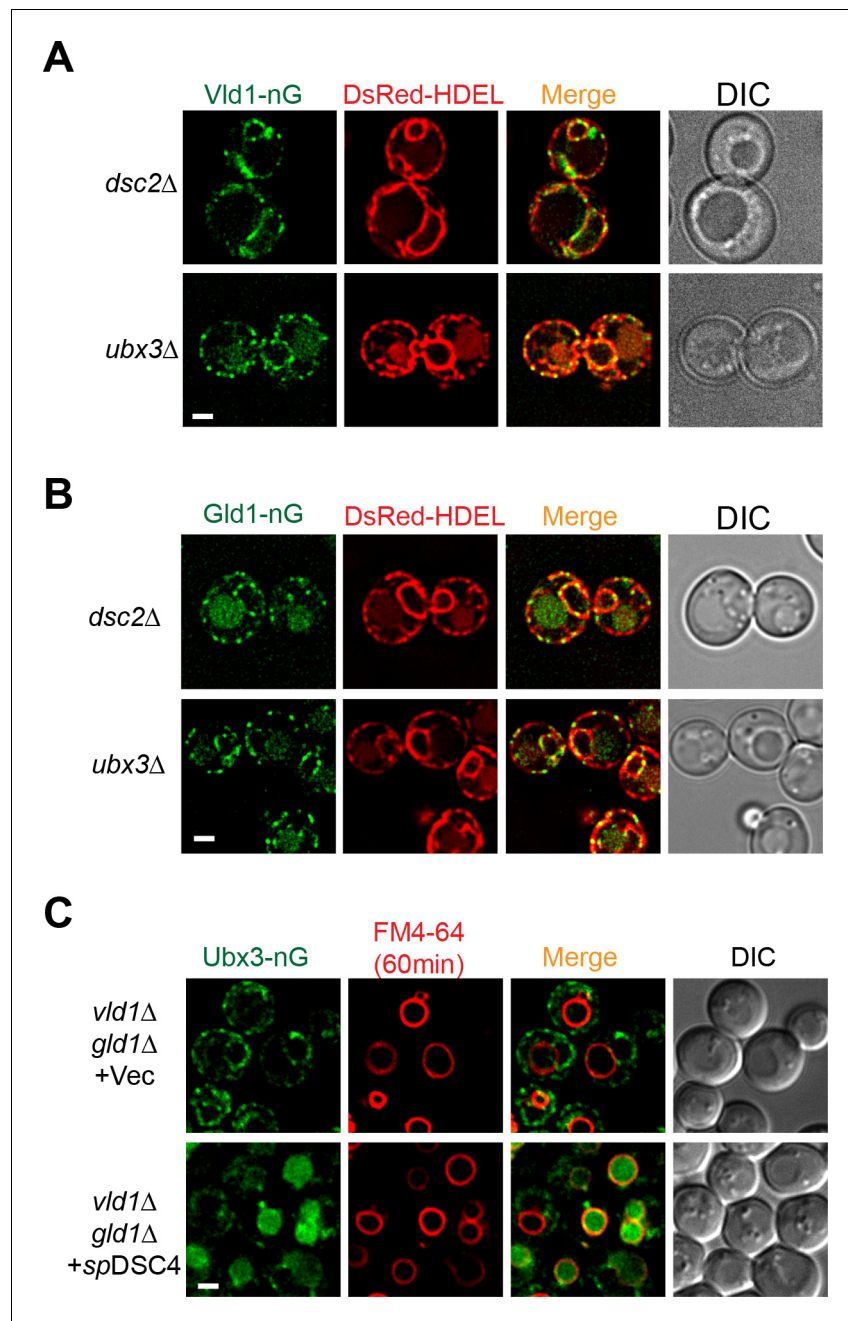 A
Vld1-nG DsRed-HDEL Merge DIC
dsc2Δ
ubx3Δ
B
Gld1-nG DsRed-HDEL Merge DIC
dsc2Δ
ubx3Δ
C
Ubx3-nG FM4-64 (60min) Merge DIC
vld1Δ
gld1Δ
+Vec
vld1Δ
gld1Δ
+spDSC4